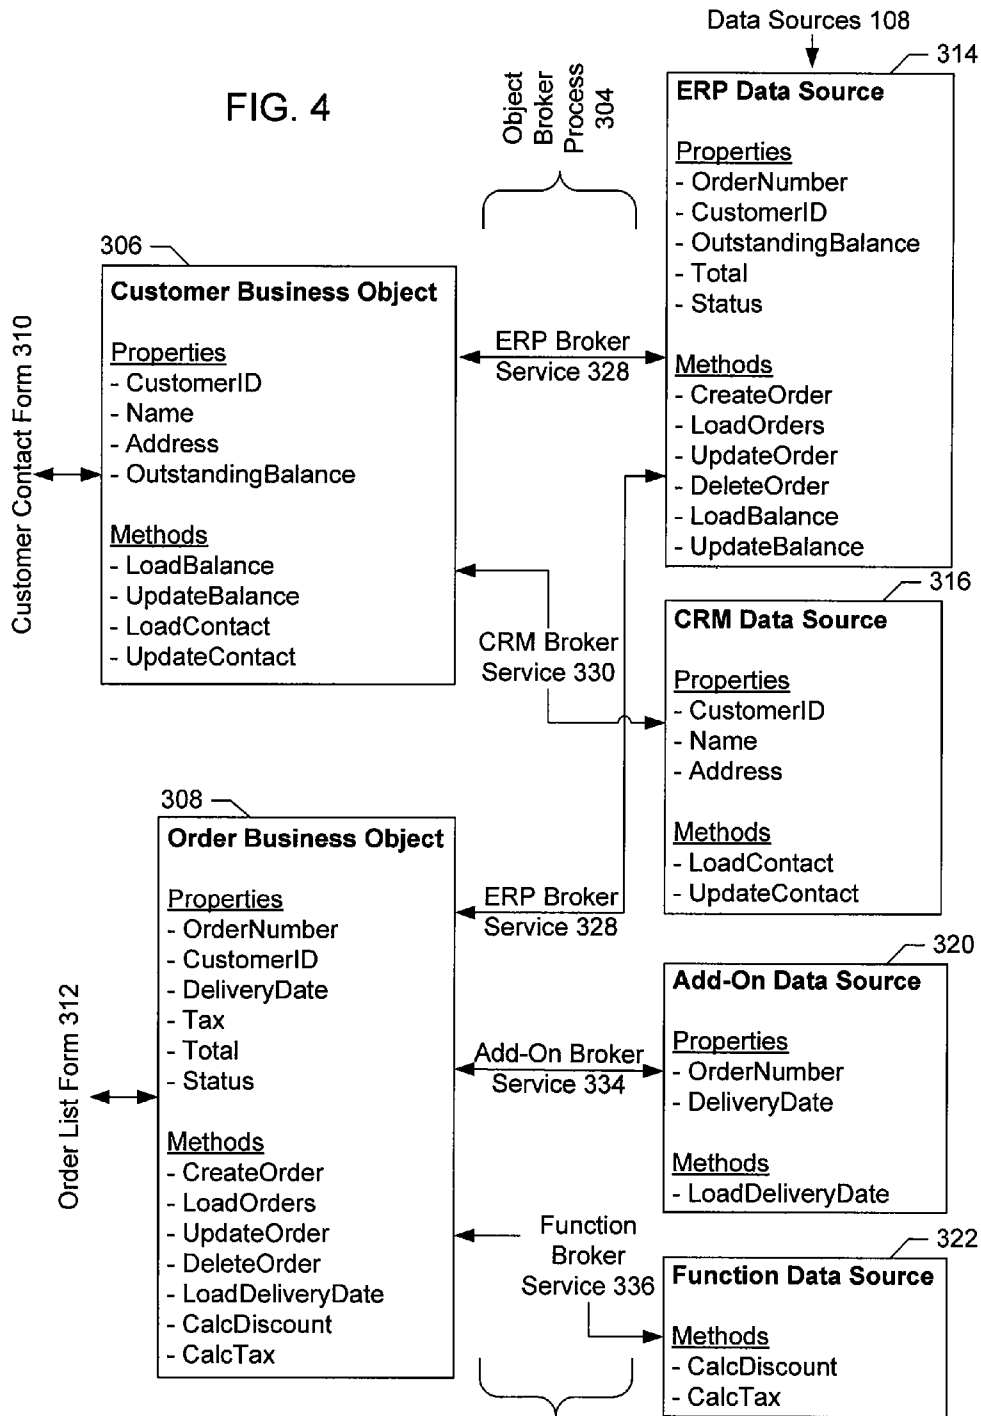 FIG. 4
Data Sources 108
Object
Broker
Process
304
314
ERP Data Source
Properties
- OrderNumber
- CustomerID
- OutstandingBalance
- Total
- Status
Methods
- CreateOrder
- LoadOrders
- UpdateOrder
- DeleteOrder
- LoadBalance
- UpdateBalance
306
Customer Business Object
Properties
- CustomerID
- Name
- Address
- OutstandingBalance
Methods
- LoadBalance
- UpdateBalance
- LoadContact
- UpdateContact
Customer Contact Form 310
ERP Broker
Service 328
CRM Broker
Service 330
316
CRM Data Source
Properties
- CustomerID
- Name
- Address
Methods
- LoadContact
- UpdateContact
308
Order Business Object
Properties
- OrderNumber
- CustomerID
- DeliveryDate
- Tax
- Total
- Status
Methods
- CreateOrder
- LoadOrders
- UpdateOrder
- DeleteOrder
- LoadDeliveryDate
- CalcDiscount
- CalcTax
Order List Form 312
ERP Broker
Service 328
Add-On Broker
Service 334
Function
Broker
Service 336
320
Add-On Data Source
Properties
- OrderNumber
- DeliveryDate
Methods
- LoadDeliveryDate
322
Function Data Source
Methods
- CalcDiscount
- CalcTax